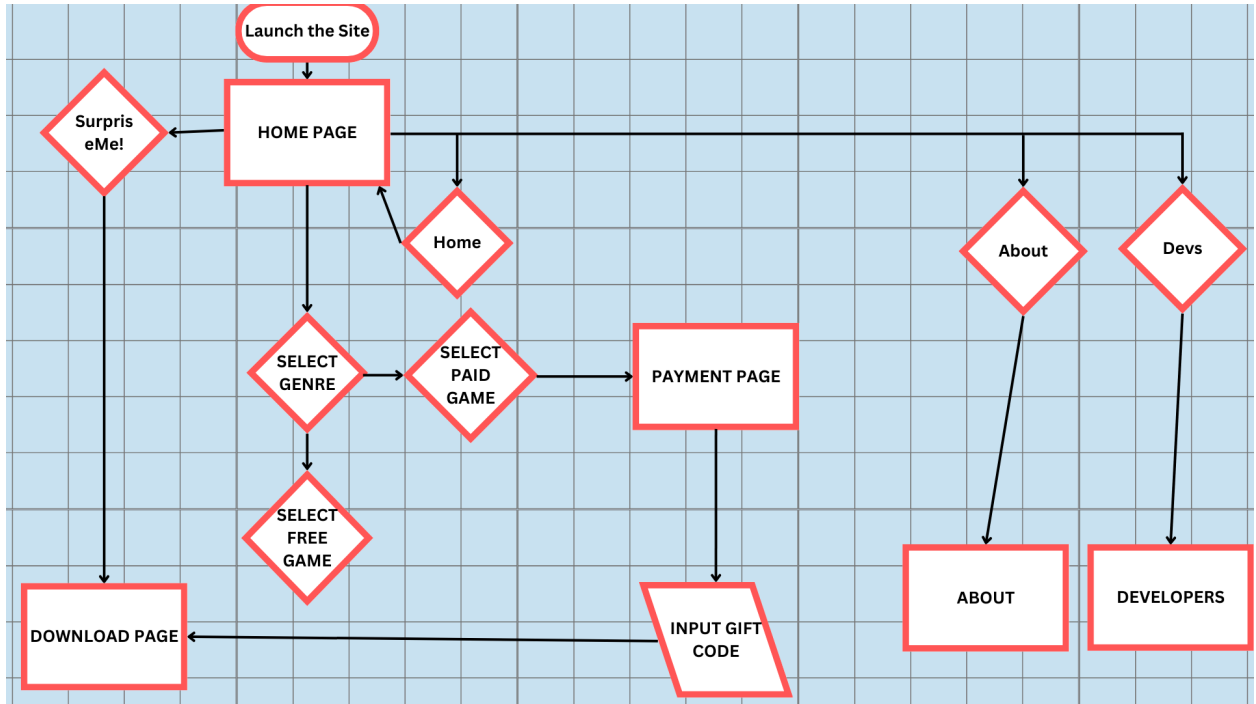 Launch the Site
Surpris
eMe!
HOME PAGE
Home
About
Devs
SELECT
GENRE
SELECT
PAID
GAME
PAYMENT PAGE
SELECT
FREE
GAME
DOWNLOAD PAGE
INPUT GIFT
CODE
ABOUT
DEVELOPERS